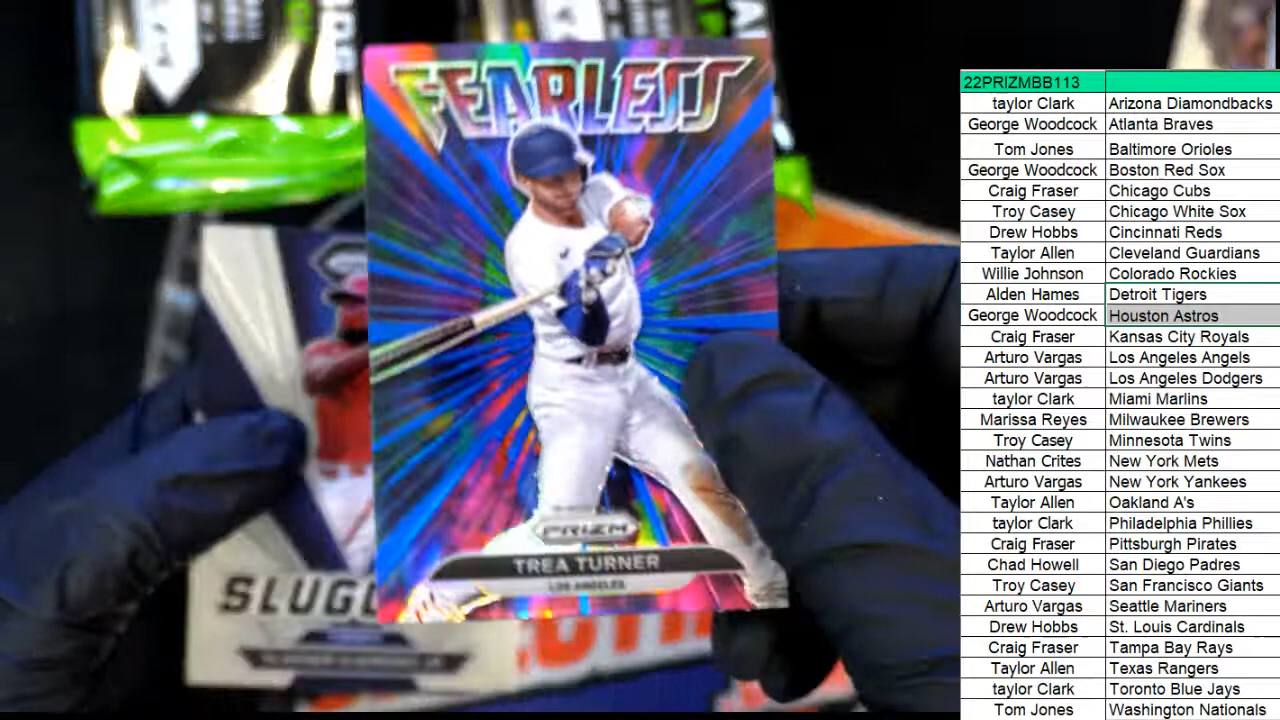 FEARLESS
PRIZM
TREA TURNER
LOS ANGELES
22PRIZMBB113
taylor Clark Arizona Diamondbacks
George Woodcock Atlanta Braves
Tom Jones Baltimore Orioles
George Woodcock Boston Red Sox
Craig Fraser Chicago Cubs
Troy Casey Chicago White Sox
Drew Hobbs Cincinnati Reds
Taylor Allen Cleveland Guardians
Willie Johnson Colorado Rockies
Alden Hames Detroit Tigers
George Woodcock Houston Astros
Craig Fraser Kansas City Royals
Arturo Vargas Los Angeles Angels
Arturo Vargas Los Angeles Dodgers
taylor Clark Miami Marlins
Marissa Reyes Milwaukee Brewers
Troy Casey Minnesota Twins
Nathan Crites New York Mets
Arturo Vargas New York Yankees
Taylor Allen Oakland A's
taylor Clark Philadelphia Phillies
Craig Fraser Pittsburgh Pirates
Chad Howell San Diego Padres
Troy Casey San Francisco Giants
Arturo Vargas Seattle Mariners
Drew Hobbs St. Louis Cardinals
Craig Fraser Tampa Bay Rays
Taylor Allen Texas Rangers
taylor Clark Toronto Blue Jays
Tom Jones Washington Nationals